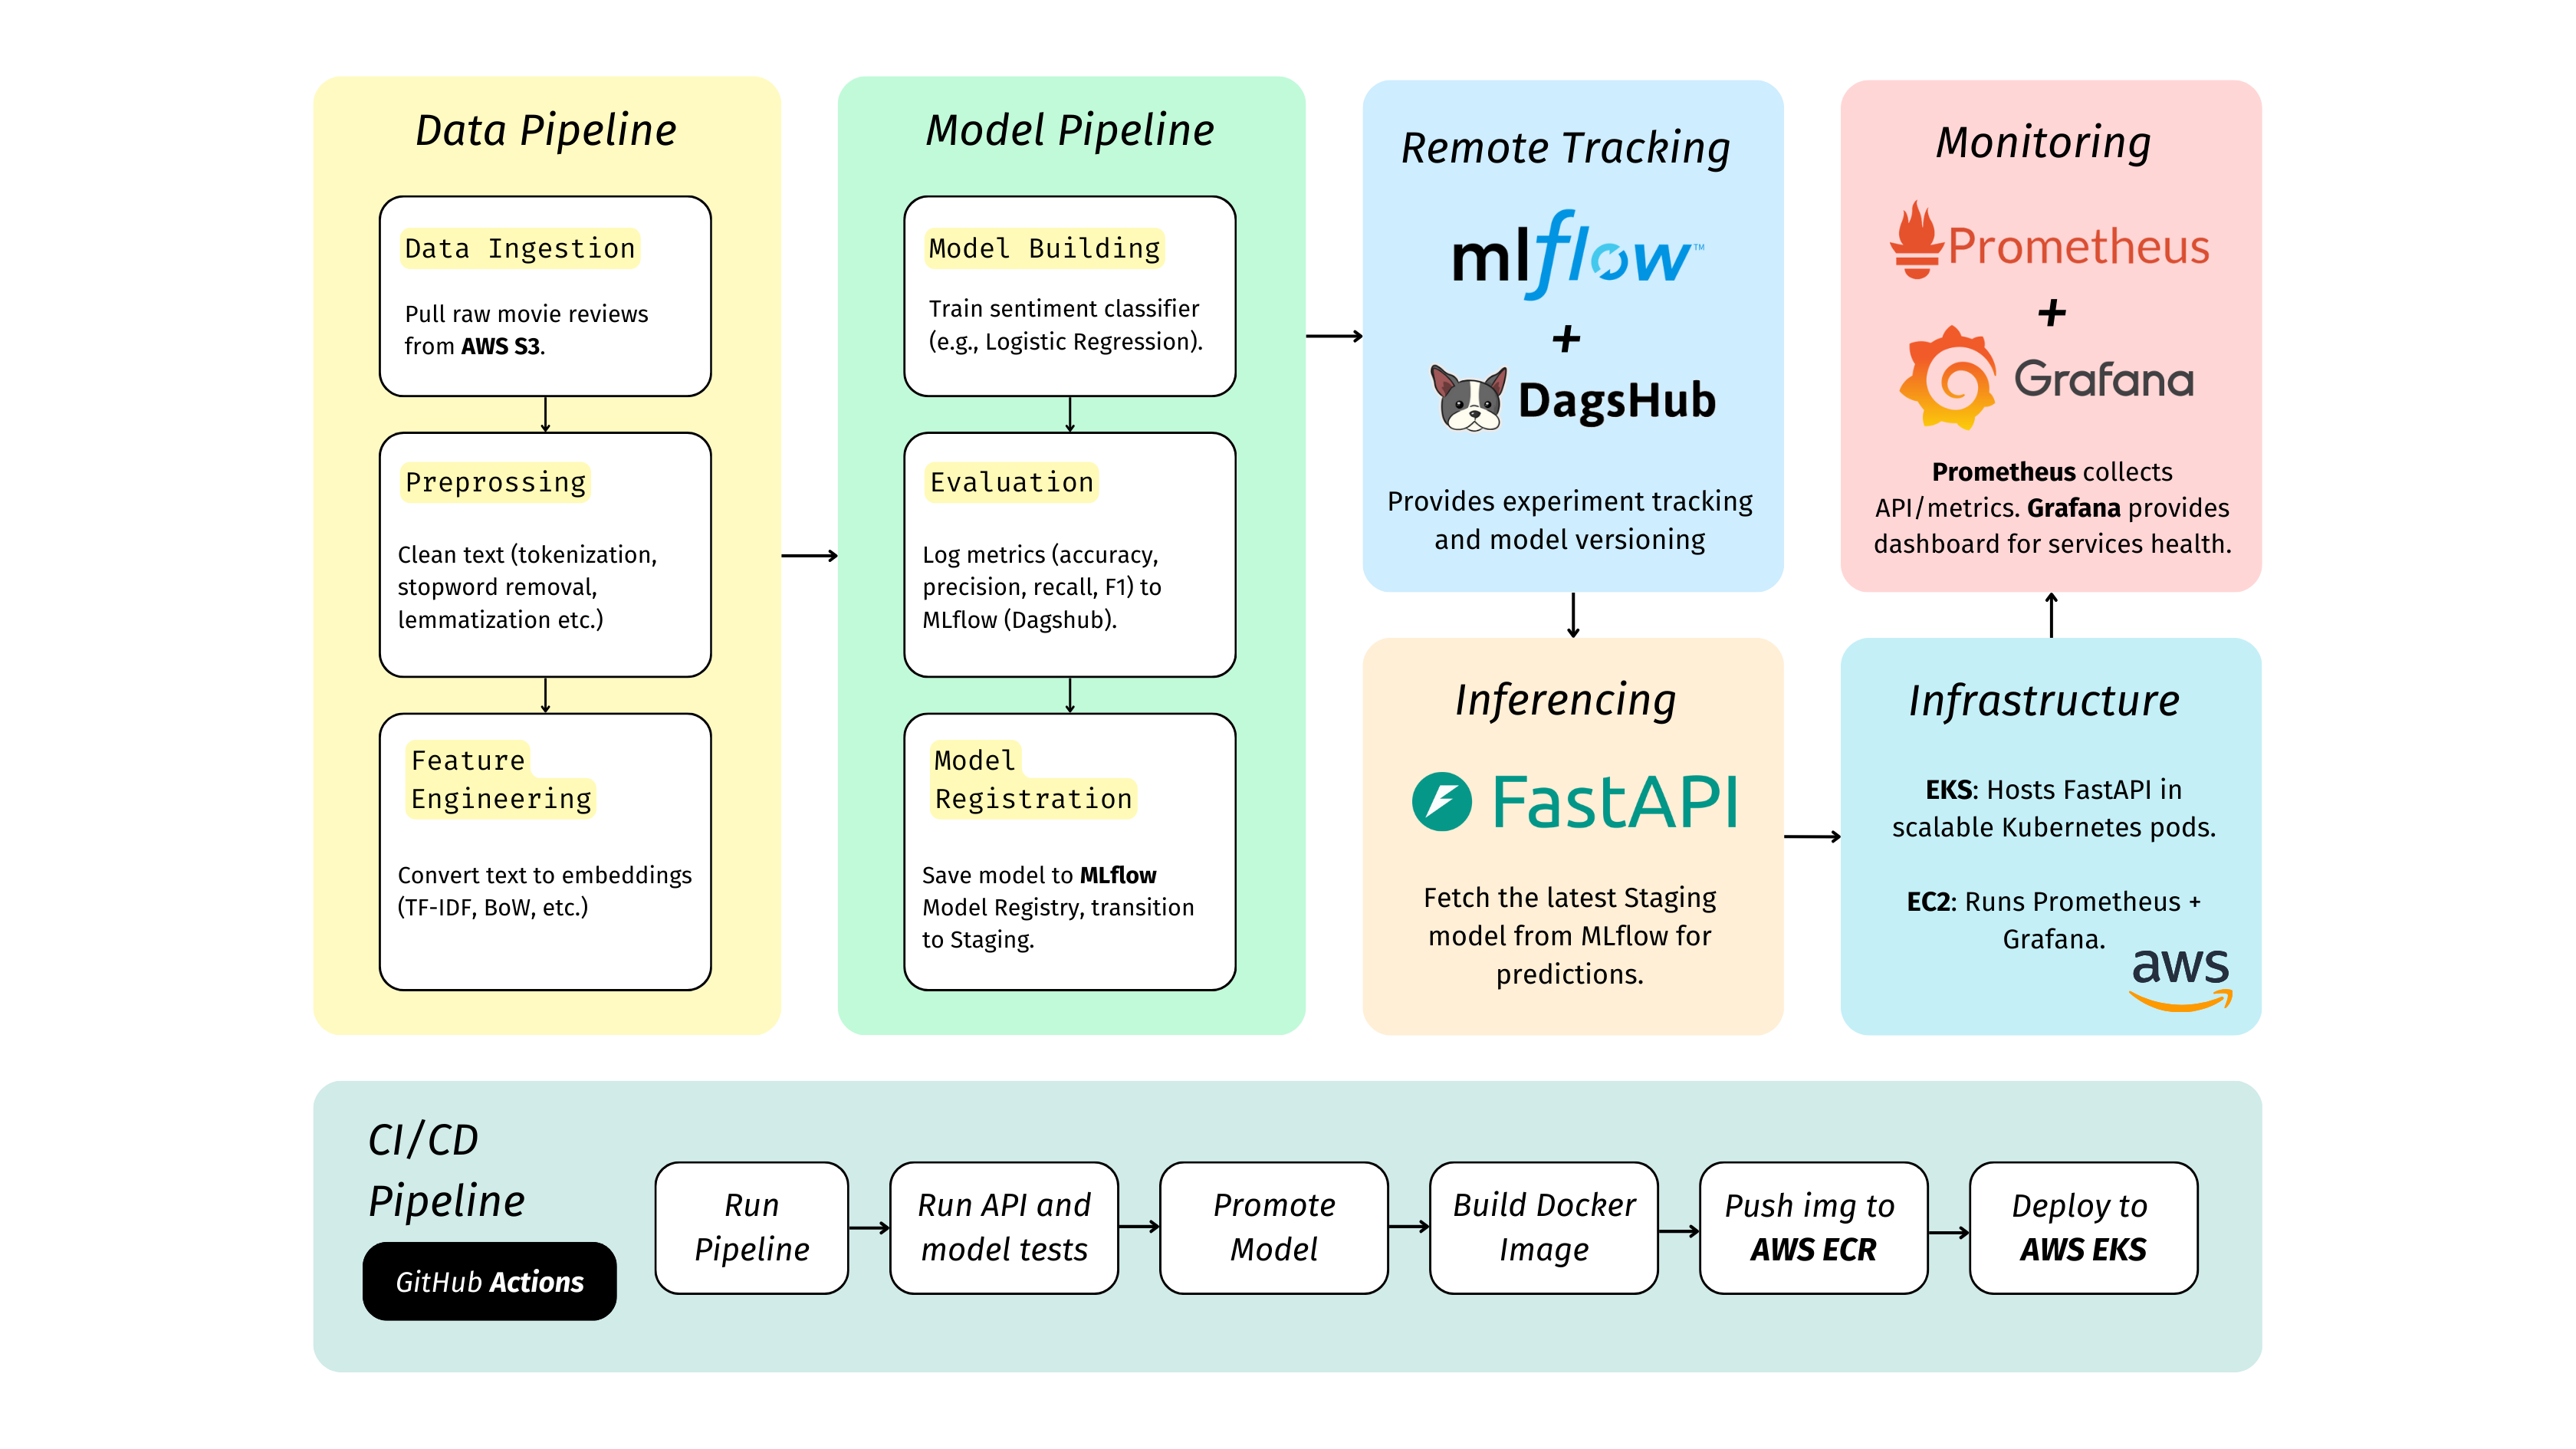 Data Pipeline
Data Ingestion
Pull raw movie reviews
from AWS S3.
Preprossing
Clean text (tokenization,
stopword removal,
lemmatization etc.)
Feature
Engineering
Convert text to embeddings
(TF-IDF, BoW, etc.)
Model Pipeline
Model Building
Train sentiment classifier
(e.g., Logistic Regression).
Evaluation
Log metrics (accuracy,
precision, recall, F1) to
MLflow (Dagshub).
Model
Registration
Save model to MLflow
Model Registry, transition
to Staging.
Remote Tracking
mlflow™
+
DagsHub
Provides experiment tracking
and model versioning
Inferencing
FastAPI
Fetch the latest Staging
model from MLflow for
predictions.
Monitoring
Prometheus
+
Grafana
Prometheus collects
API/metrics. Grafana provides
dashboard for services health.
Infrastructure
EKS: Hosts FastAPI in
scalable Kubernetes pods.
EC2: Runs Prometheus +
Grafana.
aws
CI/CD
Pipeline
GitHub Actions
Run
Pipeline
Run API and
model tests
Promote
Model
Build Docker
Image
Push img to
AWS ECR
Deploy to
AWS EKS